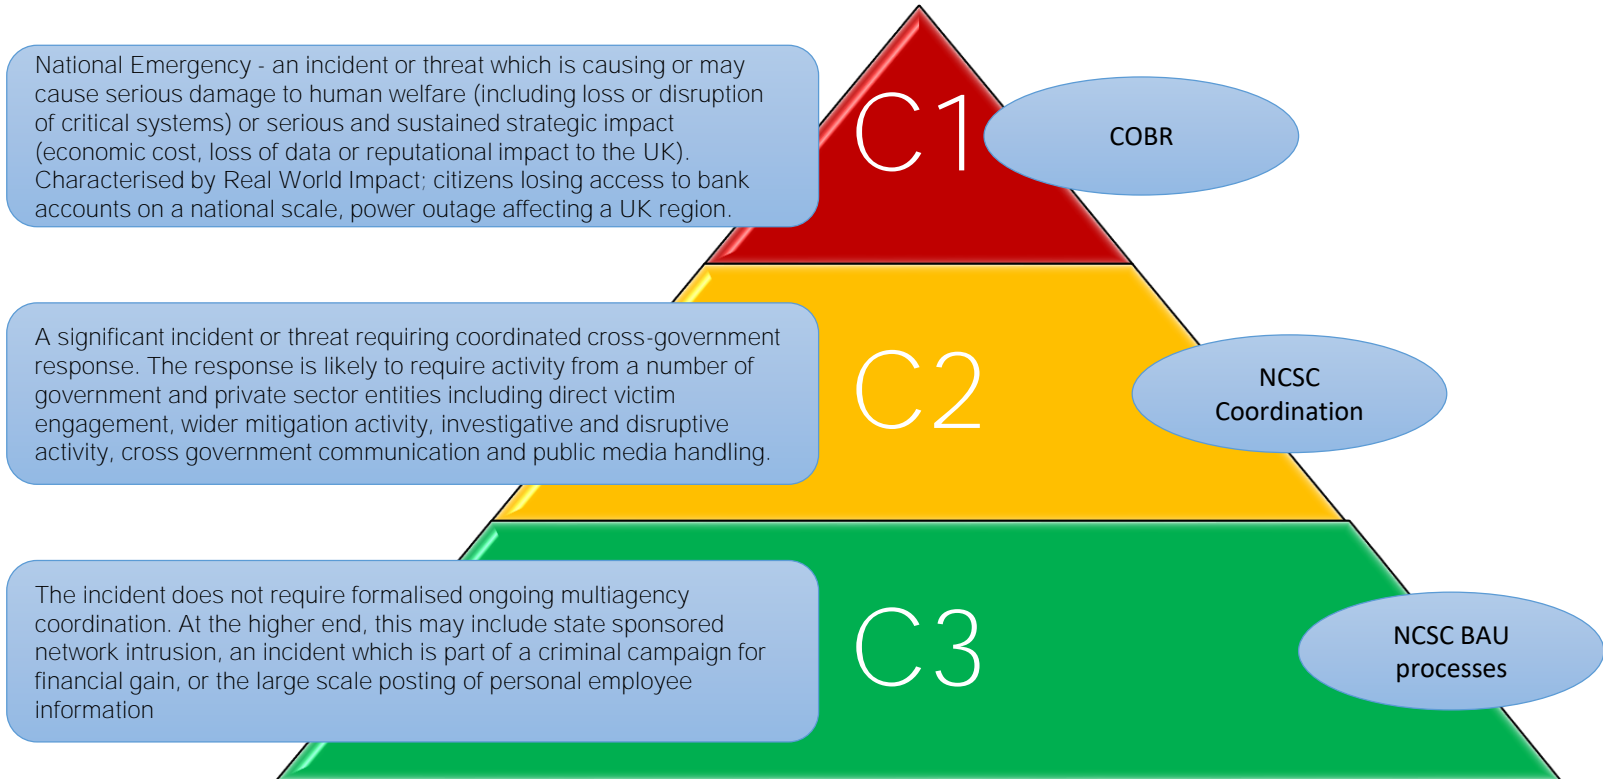 National Emergency - an incident or threat which is causing or may
cause serious damage to human welfare (including loss or disruption
of critical systems) or serious and sustained strategic impact
(economic cost, loss of data or reputational impact to the UK).
Characterised by Real World Impact; citizens losing access to bank
accounts on a national scale, power outage affecting a UK region.
C1
COBR
A significant incident or threat requiring coordinated cross-government
response. The response is likely to require activity from a number of
government and private sector entities including direct victim
engagement, wider mitigation activity, investigative and disruptive
activity, cross government communication and public media handling.
C2
NCSC
Coordination
The incident does not require formalised ongoing multiagency
coordination. At the higher end, this may include state sponsored
network intrusion, an incident which is part of a criminal campaign for
financial gain, or the large scale posting of personal employee
information
C3
NCSC BAU
processes